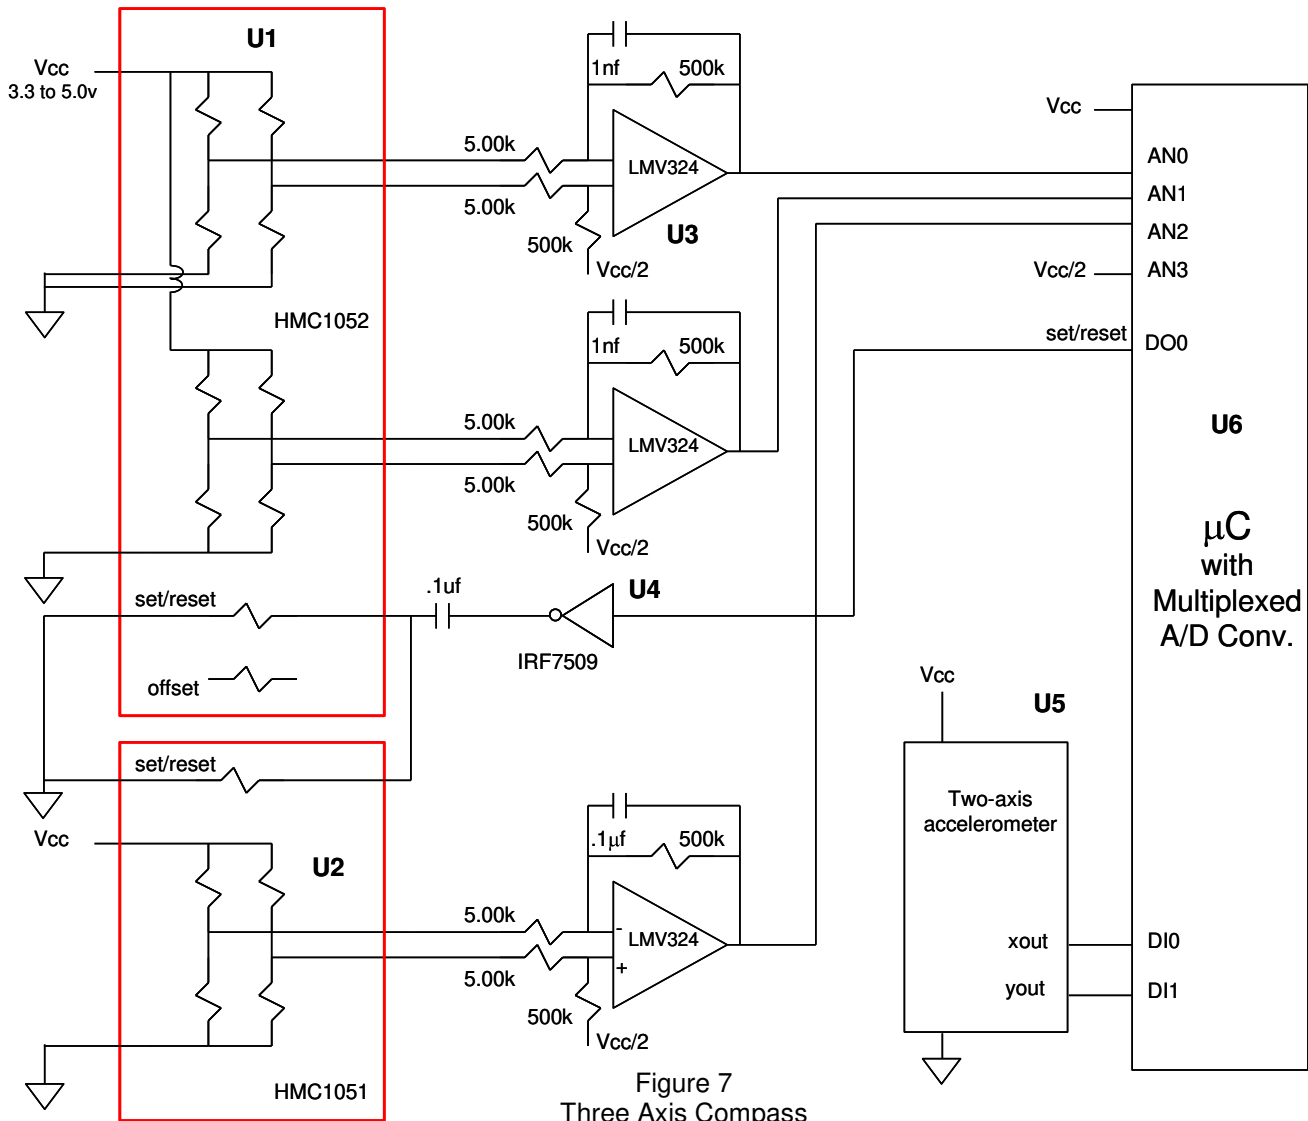 U1
Vcc
3.3 to 5.0v
1nf
500k
5.00k
LMV324
5.00k
U3
500k
Vcc/2
HMC1052
1nf
500k
5.00k
LMV324
5.00k
500k
Vcc/2
set/reset
.1uf
U4
IRF7509
offset
set/reset
Vcc
U2
.1μf
500k
5.00k
-
LMV324
+
5.00k
500k
Vcc/2
HMC1051
Vcc
AN0
AN1
AN2
Vcc/2
AN3
set/reset
DO0
U6
μC
with
Multiplexed
A/D Conv.
Vcc
U5
Two-axis
accelerometer
xout
DI0
yout
DI1
Figure 7
Three Axis Compass